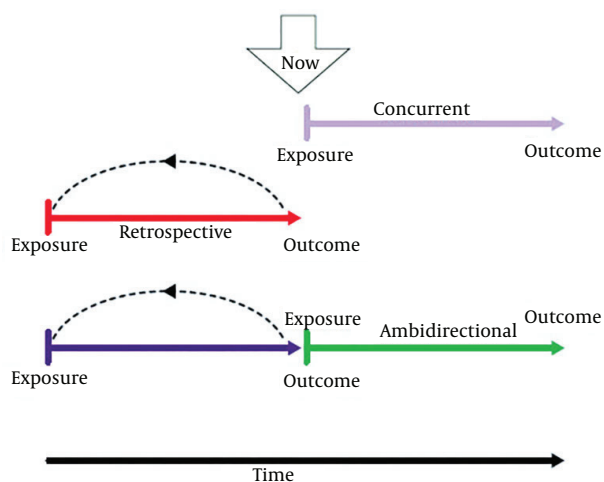 Now
Concurrent
Exposure
Outcome
Retrospective
Exposure
Outcome
Exposure
Ambidirectional
Outcome
Exposure
Outcome
Time